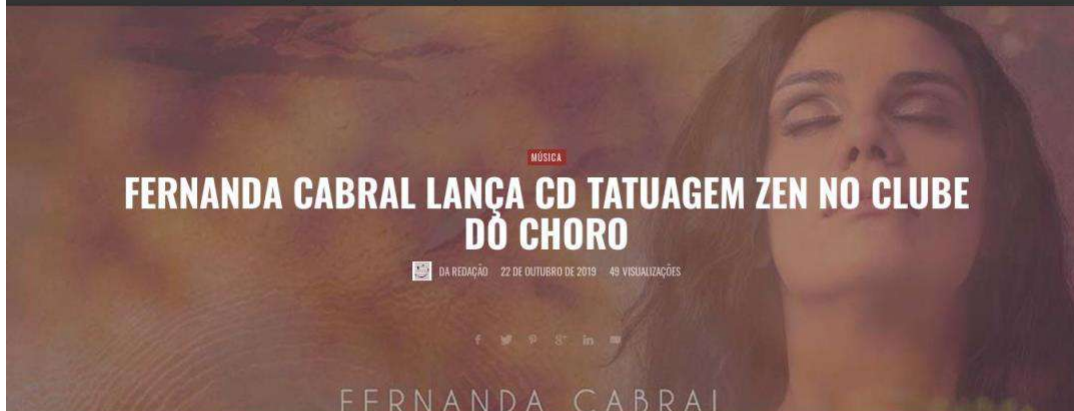 MÚSICA
FERNANDA CABRAL LANÇA CD TATUAGEM ZEN NO CLUBE
DO CHORO
DA REDAÇÃO 22 DE OUTUBRO DE 2019 49 VISUALIZAÇÕES
FERNANDA CABRAL